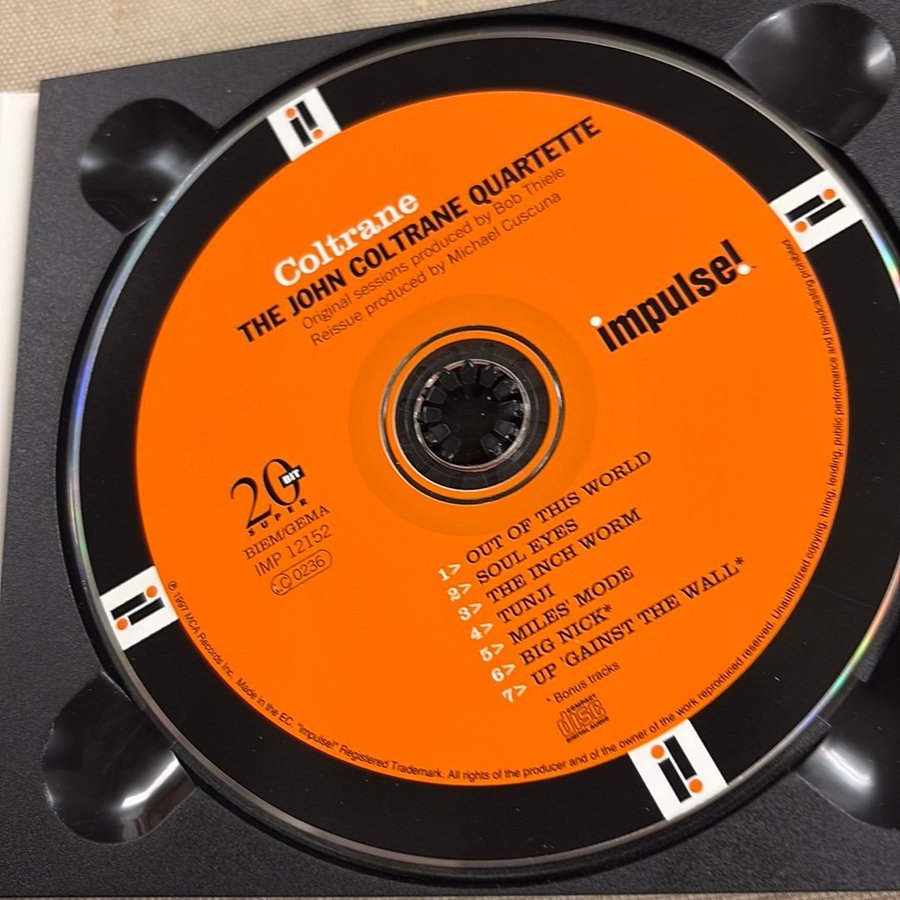 Coltrane
THE JOHN COLTRANE QUARTETTE
Original sessions produced by Bob Thiele
Reissue produced by Michael Cuscuna
impulse!
20 BIT
SUPER
BIEM/GEMA
IMP 12152
LC 0236
1> OUT OF THIS WORLD
2> SOUL EYES
3> THE INCH WORM
4> TUNJI
5> MILES' MODE
6> BIG NICK*
7> UP 'GAINST THE WALL*
* Bonus tracks
COMPACT
disc
DIGITAL AUDIO
℗ 1997 MCA Records Inc. Made in the EC. "Impulse!" Registered Trademark. All rights of the producer and of the owner of the work reproduced reserved. Unauthorized copying, hiring, lending, public performance and broadcasting prohibited.